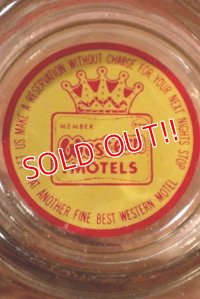 LET US MAKE A RESERVATION WITHOUT CHARGE FOR YOUR NEXT NIGHTS STOP
MEMBER
MOTELS
AT ANOTHER FINE BEST WESTERN MOTEL
SOLD OUT!!